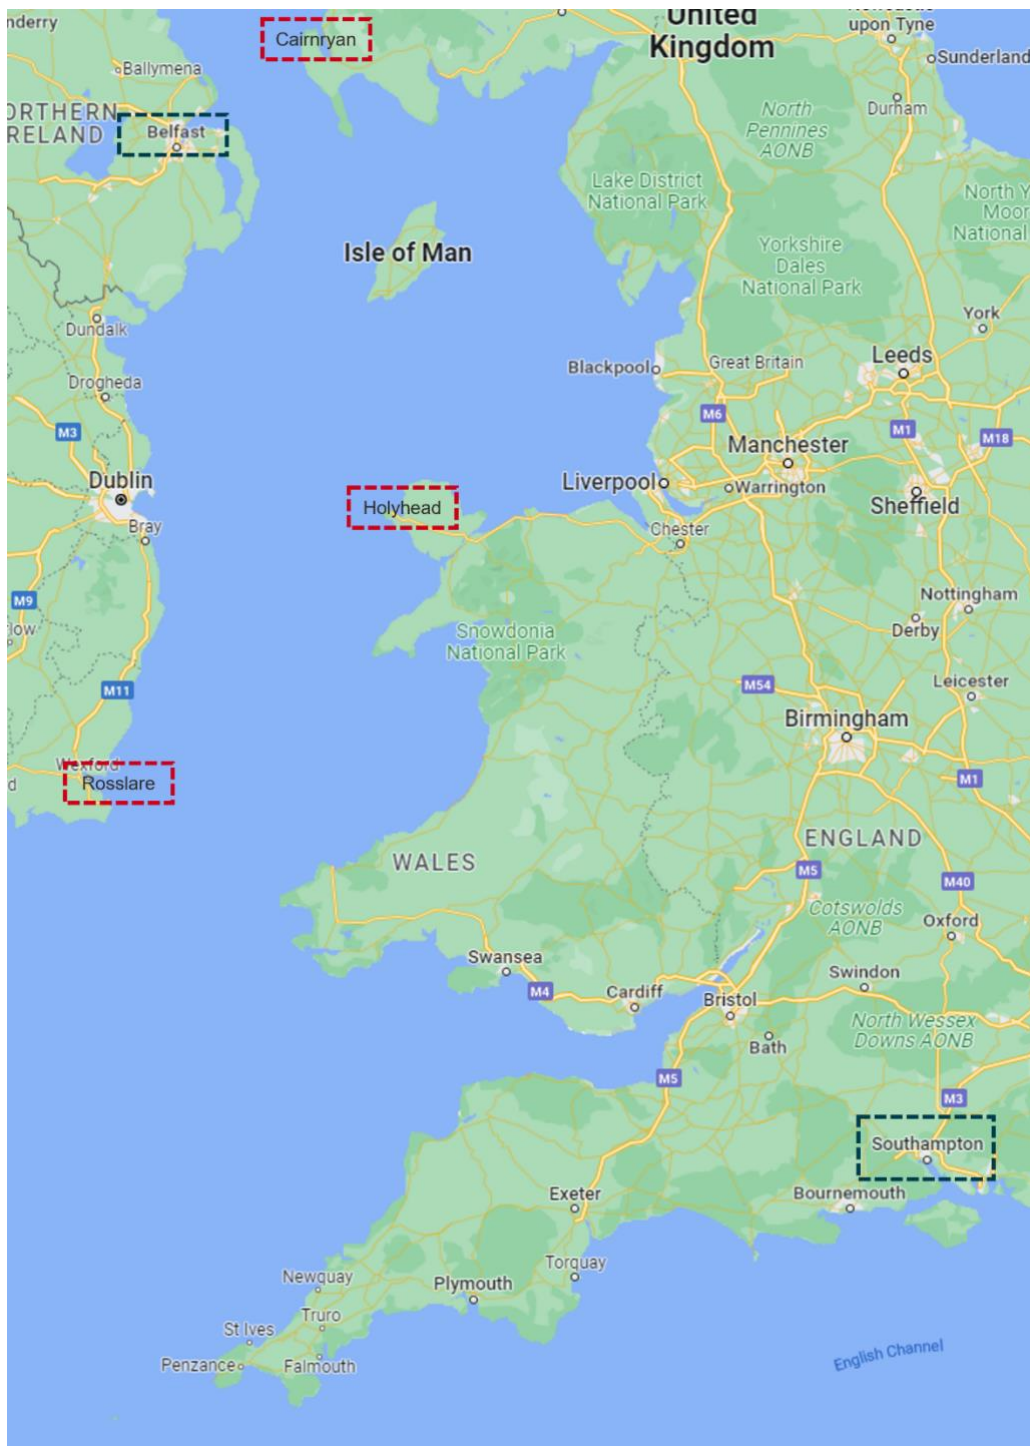 United
Kingdom
upon Tyne
Cairnryan
Sunderland
Ballymena
Durham
North
Pennines
AONB
Belfast
Lake District
National Park
Isle of Man
Yorkshire
Dales
National Park
Dundalk
York
Leeds
Blackpool
Great Britain
Drogheda
M3
M6
M1
M18
Manchester
Dublin
Liverpool
Warrington
Sheffield
Holyhead
Bray
Chester
M9
Nottingham
Derby
Snowdonia
National Park
M11
M54
Leicester
Birmingham
Wexford
Rosslare
M1
ENGLAND
WALES
M5
M40
Cotswolds
AONB
Oxford
Swansea
Swindon
M4
Cardiff
Bristol
North Wessex
Downs AONB
Bath
M5
M3
Southampton
Exeter
Bournemouth
Torquay
Newquay
Plymouth
Truro
St Ives
Penzance
Falmouth
English Channel